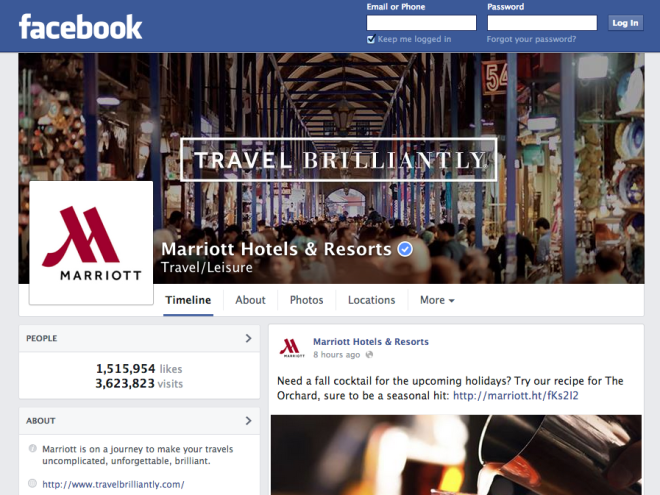 facebook
Email or Phone
Password
Log In
Keep me logged in
Forgot your password?
54
TRAVEL BRILLIANTLY
MARRIOTT
Marriott Hotels & Resorts
Travel/Leisure
Timeline
About
Photos
Locations
More
PEOPLE
1,515,954 likes
3,623,823 visits
ABOUT
Marriott is on a journey to make your travels
uncomplicated, unforgettable, brilliant.
http://www.travelbrilliantly.com/
MARRIOTT
Marriott Hotels & Resorts
8 hours ago
Need a fall cocktail for the upcoming holidays? Try our recipe for The
Orchard, sure to be a seasonal hit: http://marriott.ht/fKs2I2